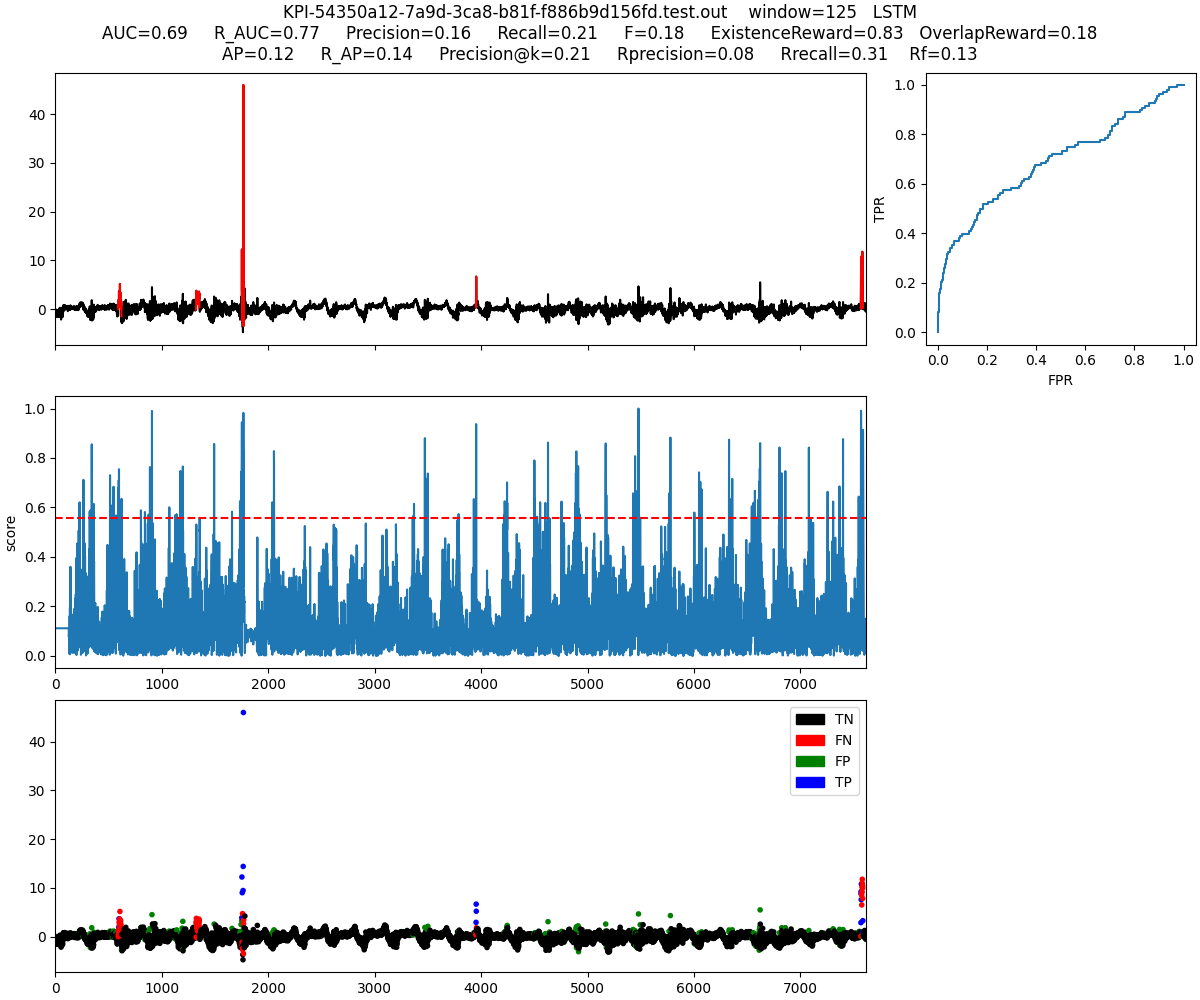 KPI-54350a12-7a9d-3ca8-b81f-f886b9d156fd.test.out window=125 LSTM
AUC=0.69 R_AUC=0.77 Precision=0.16 Recall=0.21 F=0.18 ExistenceReward=0.83 OverlapReward=0.18
AP=0.12 R_AP=0.14 Precision@k=0.21 Rprecision=0.08 Rrecall=0.31 Rf=0.13
40
30
20
10
0
1.0
0.8
0.6
0.4
0.2
0.0
TPR
0.0 0.2 0.4 0.6 0.8 1.0
FPR
1.0
0.8
0.6
0.4
0.2
0.0
score
0 1000 2000 3000 4000 5000 6000 7000
40
30
20
10
0
TN
FN
FP
TP
0 1000 2000 3000 4000 5000 6000 7000